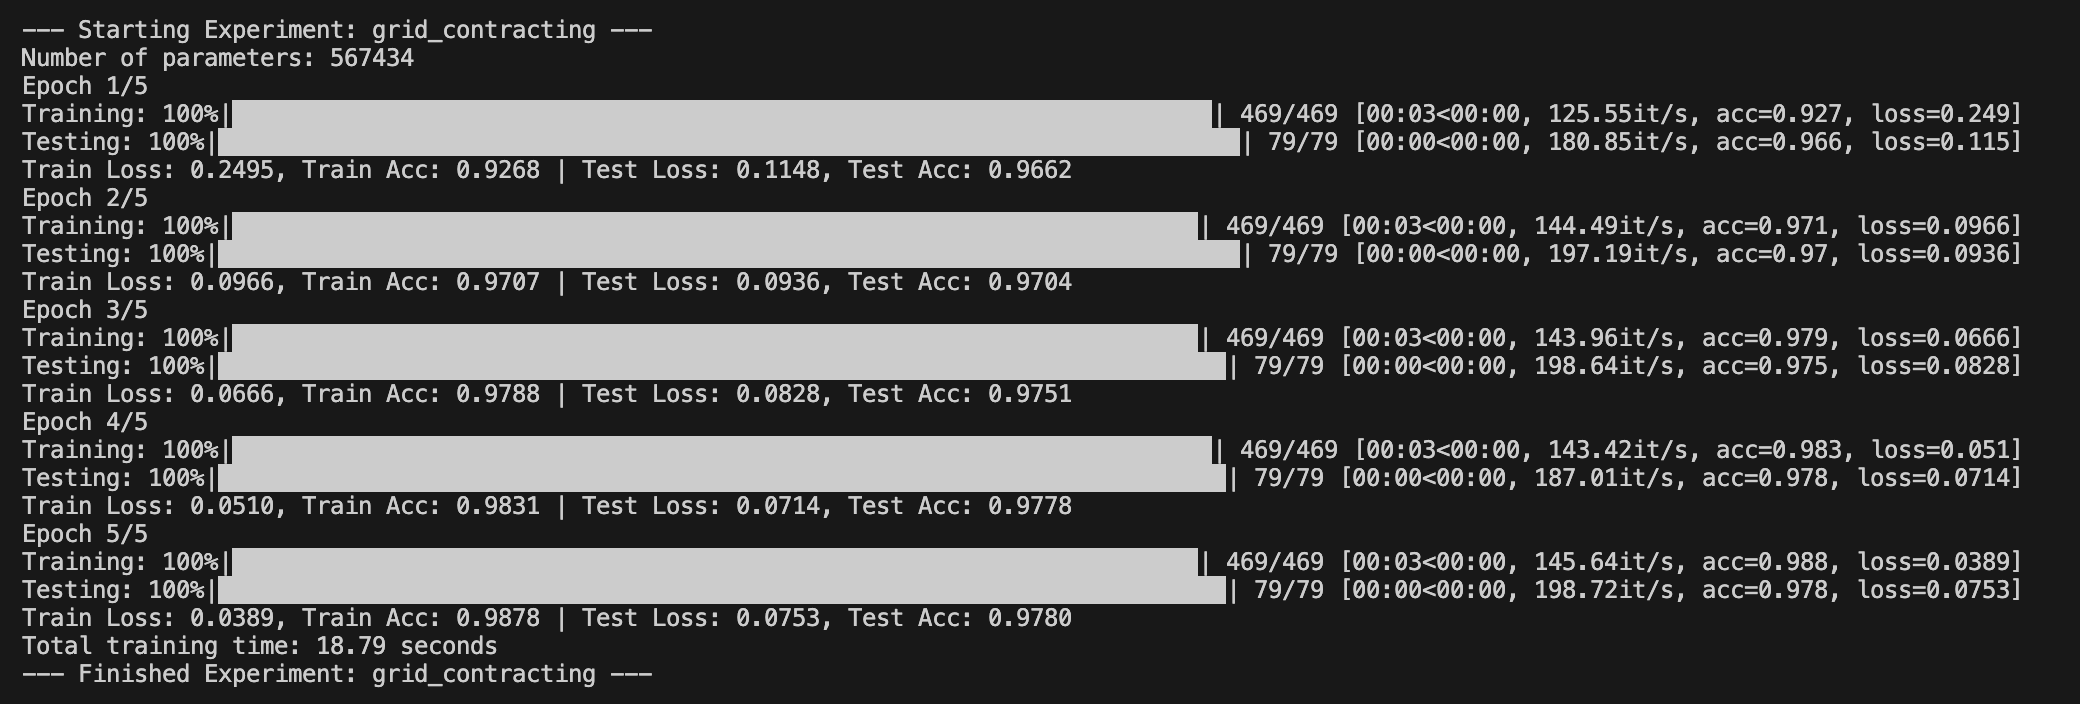 --- Starting Experiment: grid_contracting ---
Number of parameters: 567434
Epoch 1/5
Training: 100%|██████████| 469/469 [00:03<00:00, 125.55it/s, acc=0.927, loss=0.249]
Testing: 100%|██████████| 79/79 [00:00<00:00, 180.85it/s, acc=0.966, loss=0.115]
Train Loss: 0.2495, Train Acc: 0.9268 | Test Loss: 0.1148, Test Acc: 0.9662
Epoch 2/5
Training: 100%|██████████| 469/469 [00:03<00:00, 144.49it/s, acc=0.971, loss=0.0966]
Testing: 100%|██████████| 79/79 [00:00<00:00, 197.19it/s, acc=0.97, loss=0.0936]
Train Loss: 0.0966, Train Acc: 0.9707 | Test Loss: 0.0936, Test Acc: 0.9704
Epoch 3/5
Training: 100%|██████████| 469/469 [00:03<00:00, 143.96it/s, acc=0.979, loss=0.0666]
Testing: 100%|██████████| 79/79 [00:00<00:00, 198.64it/s, acc=0.975, loss=0.0828]
Train Loss: 0.0666, Train Acc: 0.9788 | Test Loss: 0.0828, Test Acc: 0.9751
Epoch 4/5
Training: 100%|██████████| 469/469 [00:03<00:00, 143.42it/s, acc=0.983, loss=0.051]
Testing: 100%|██████████| 79/79 [00:00<00:00, 187.01it/s, acc=0.978, loss=0.0714]
Train Loss: 0.0510, Train Acc: 0.9831 | Test Loss: 0.0714, Test Acc: 0.9778
Epoch 5/5
Training: 100%|██████████| 469/469 [00:03<00:00, 145.64it/s, acc=0.988, loss=0.0389]
Testing: 100%|██████████| 79/79 [00:00<00:00, 198.72it/s, acc=0.978, loss=0.0753]
Train Loss: 0.0389, Train Acc: 0.9878 | Test Loss: 0.0753, Test Acc: 0.9780
Total training time: 18.79 seconds
--- Finished Experiment: grid_contracting ---